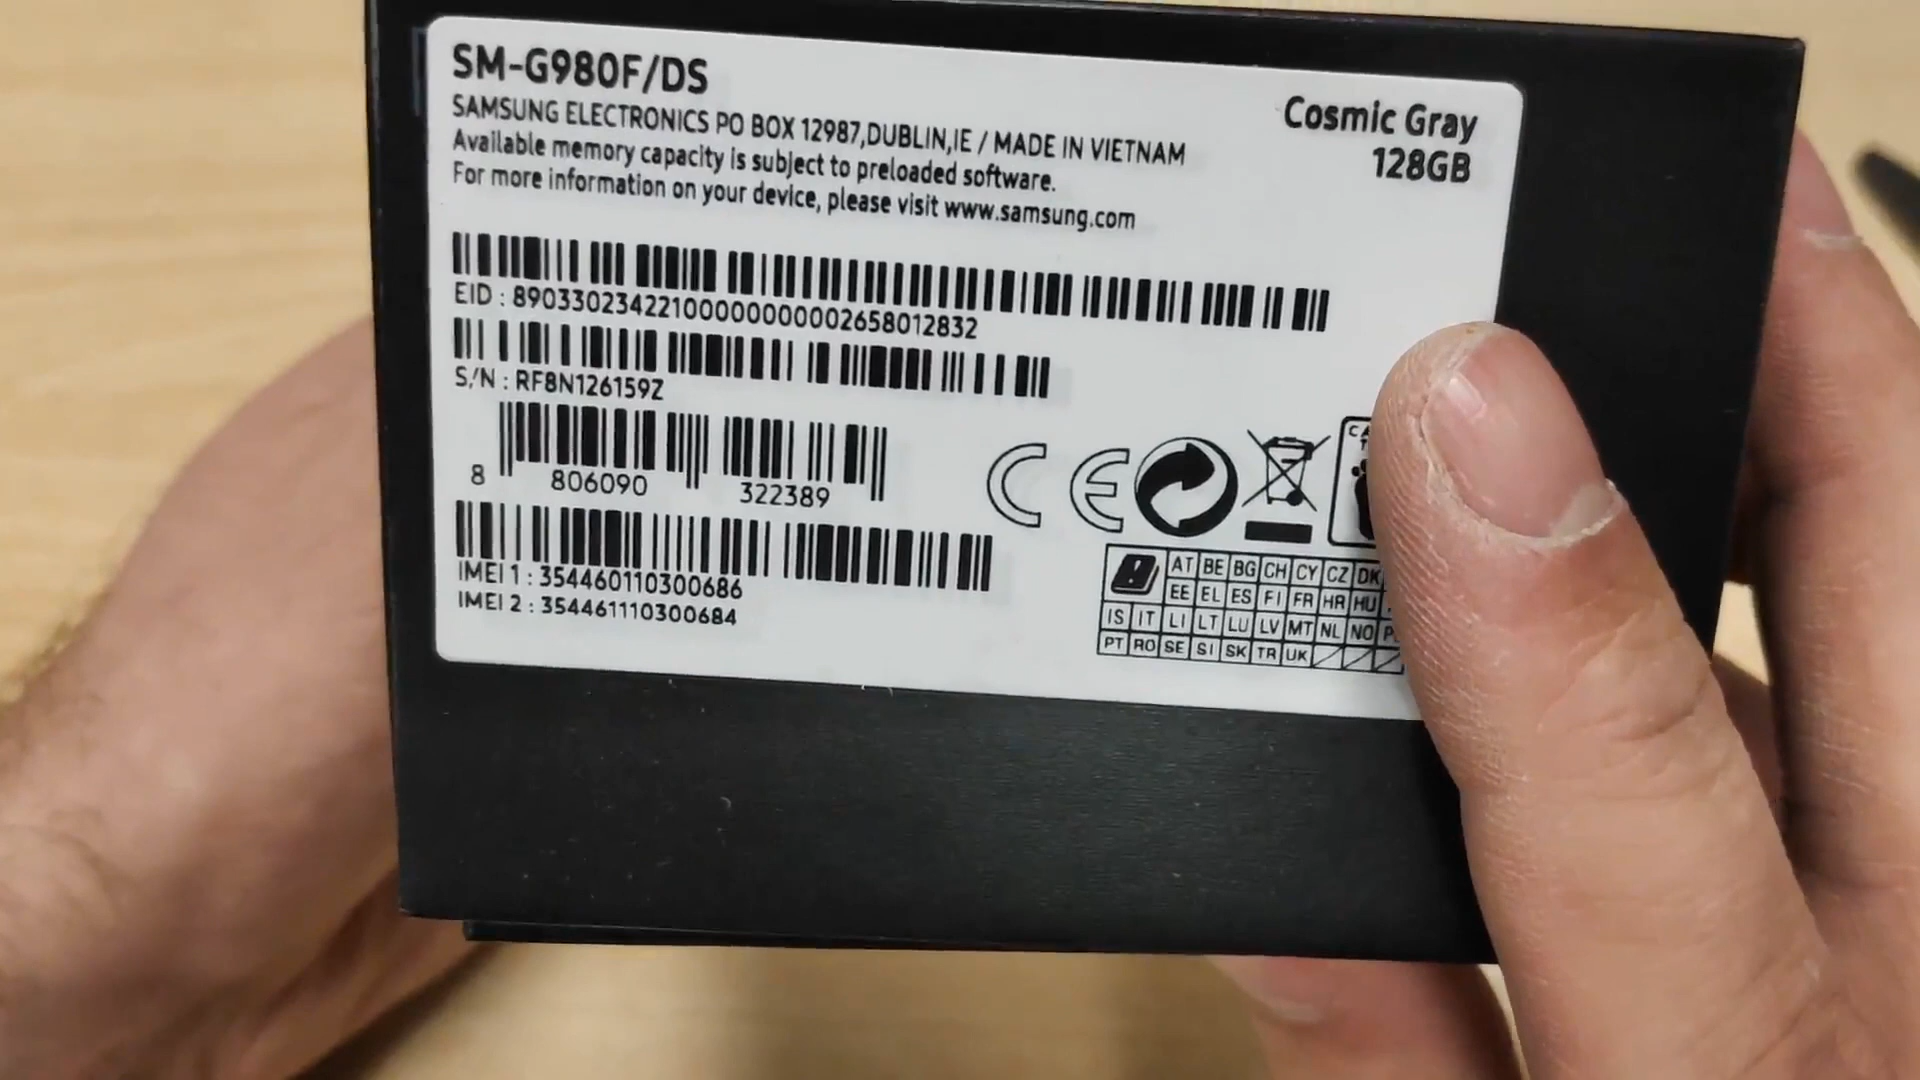 SM-G980F/DS
SAMSUNG ELECTRONICS PO BOX 12987,DUBLIN,IE / MADE IN VIETNAM
Available memory capacity is subject to preloaded software.
For more information on your device, please visit www.samsung.com
Cosmic Gray
128GB
EID : 89033023422100000000002658012832
S/N : RF8N126159Z
8 806090 322389
IMEI 1 : 354460110300686
IMEI 2 : 354461110300684
CE
AT BE BG CH CY CZ DK
EE EL ES FI FR HR HU
IS IT LI LT LU LV MT NL NO
PT RO SE SI SK TR UK